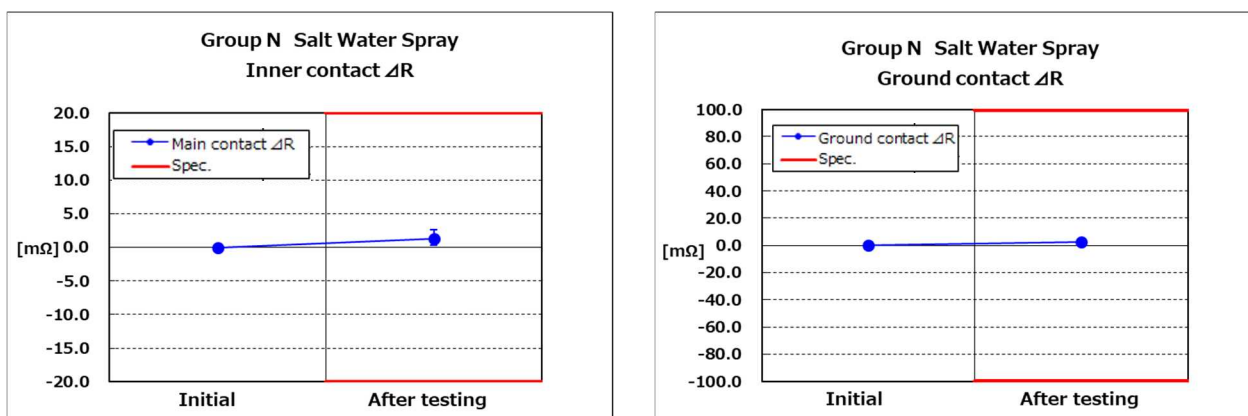 Group N Salt Water Spray
Inner contact ⊿R
20.0
15.0
10.0
5.0
0.0
-5.0
-10.0
-15.0
-20.0
[mΩ]
Main contact ⊿R
Spec.
Initial
After testing
Group N Salt Water Spray
Ground contact ⊿R
100.0
80.0
60.0
40.0
20.0
0.0
-20.0
-40.0
-60.0
-80.0
-100.0
[mΩ]
Ground contact ⊿R
Spec.
Initial
After testing